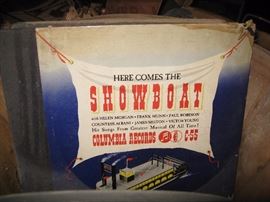 HERE COMES THE
SHOWBOAT
with HELEN MORGAN • FRANK MUNN • PAUL ROBESON
COUNTESS ALBANI • JAMES MELTON • VICTOR YOUNG
Hit Songs From Greatest Musical Of All Time!
COLUMBIA RECORDS C-55